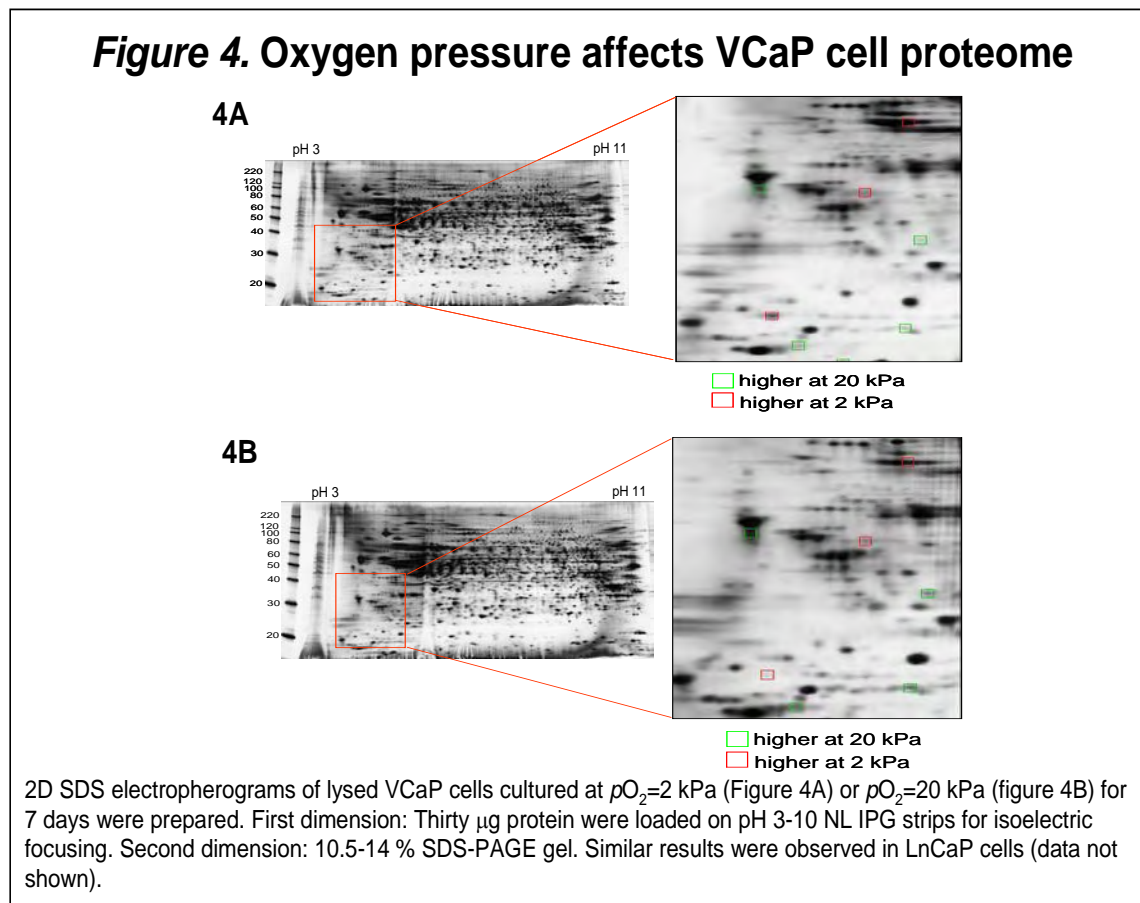 Figure 4. Oxygen pressure affects VCaP cell proteome
4A
pH 3
pH 11
220
120
100
80
60
50
40
30
20
higher at 20 kPa
higher at 2 kPa
4B
pH 3
pH 11
220
120
100
80
60
50
40
30
20
higher at 20 kPa
higher at 2 kPa
2D SDS electropherograms of lysed VCaP cells cultured at pO₂=2 kPa (Figure 4A) or pO₂=20 kPa (figure 4B) for
7 days were prepared. First dimension: Thirty μg protein were loaded on pH 3-10 NL IPG strips for isoelectric
focusing. Second dimension: 10.5-14 % SDS-PAGE gel. Similar results were observed in LnCaP cells (data not
shown).